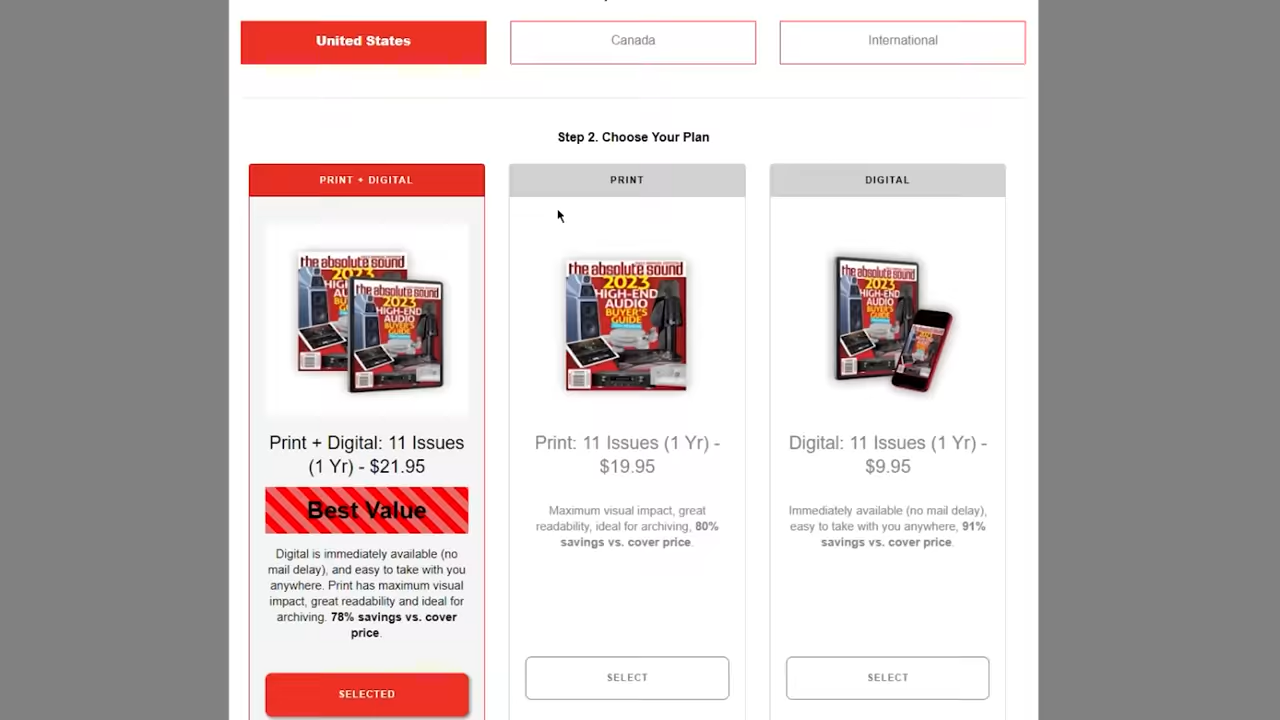 United States
Canada
International
Step 2. Choose Your Plan
PRINT + DIGITAL
the absolute sound
2023
the absolute sound
2023
HIGH-END
AUDIO
BUYER'S
GUIDE
Print + Digital: 11 Issues
(1 Yr) - $21.95
Best Value
Digital is immediately available (no
mail delay), and easy to take with you
anywhere. Print has maximum visual
impact, great readability and ideal for
archiving. 78% savings vs. cover
price.
SELECTED
PRINT
the absolute sound
2023
HIGH-END
AUDIO
BUYER'S
GUIDE
Print: 11 Issues (1 Yr) -
$19.95
Maximum visual impact, great
readability, ideal for archiving, 80%
savings vs. cover price.
SELECT
DIGITAL
the absolute sound
2023
HIGH-END
AUDIO
BUYER'S
GUIDE
Digital: 11 Issues (1 Yr) -
$9.95
Immediately available (no mail delay),
easy to take with you anywhere, 91%
savings vs. cover price.
SELECT